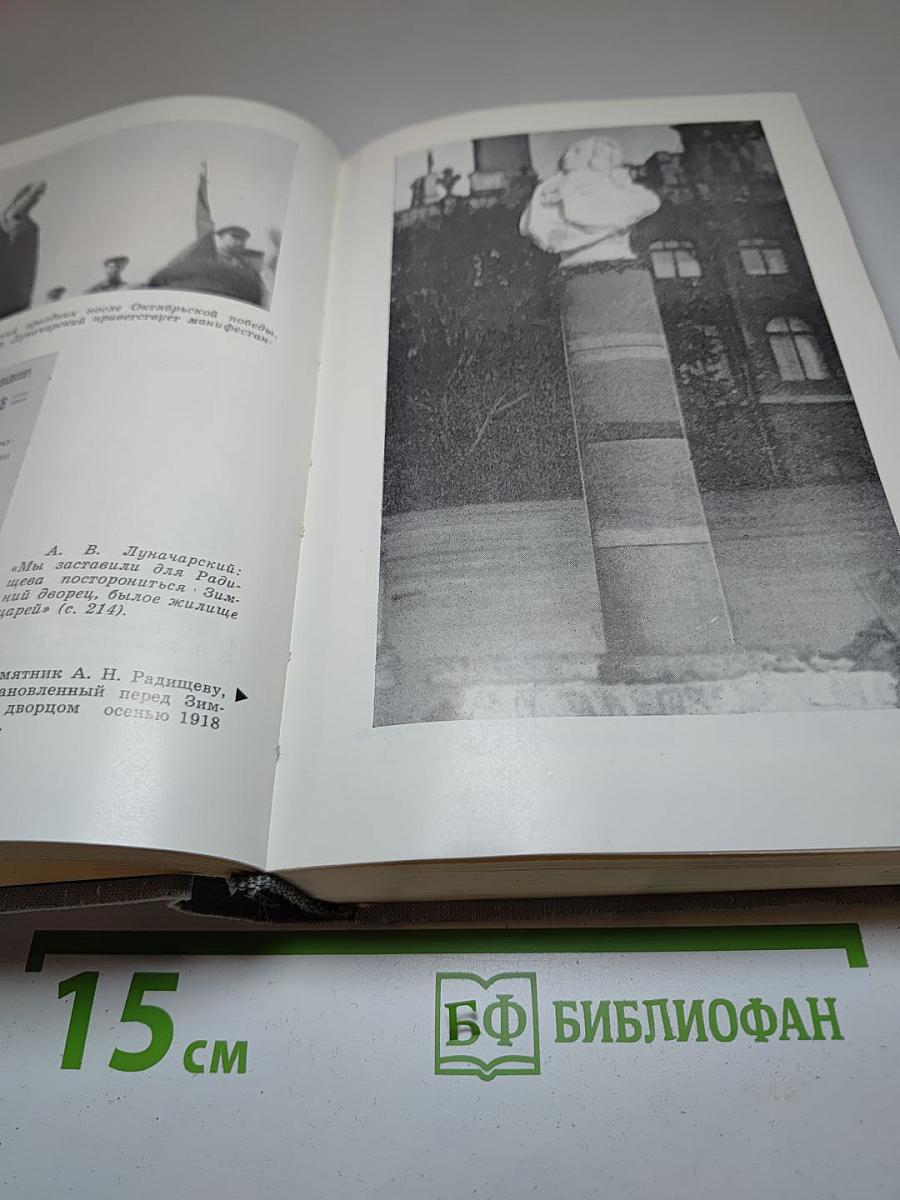 праздник после Октябрьской победы.
Луначарский приветствует манифестан-
А. В. Луначарский:
«Мы заставили для Ради-
щева посторониться Зим-
ний дворец, былое жилище
царей» (с. 214).
мятник А. Н. Радищеву,
ановленный перед Зим-
дворцом осенью 1918
15 см
БФ БИБЛИОФАН